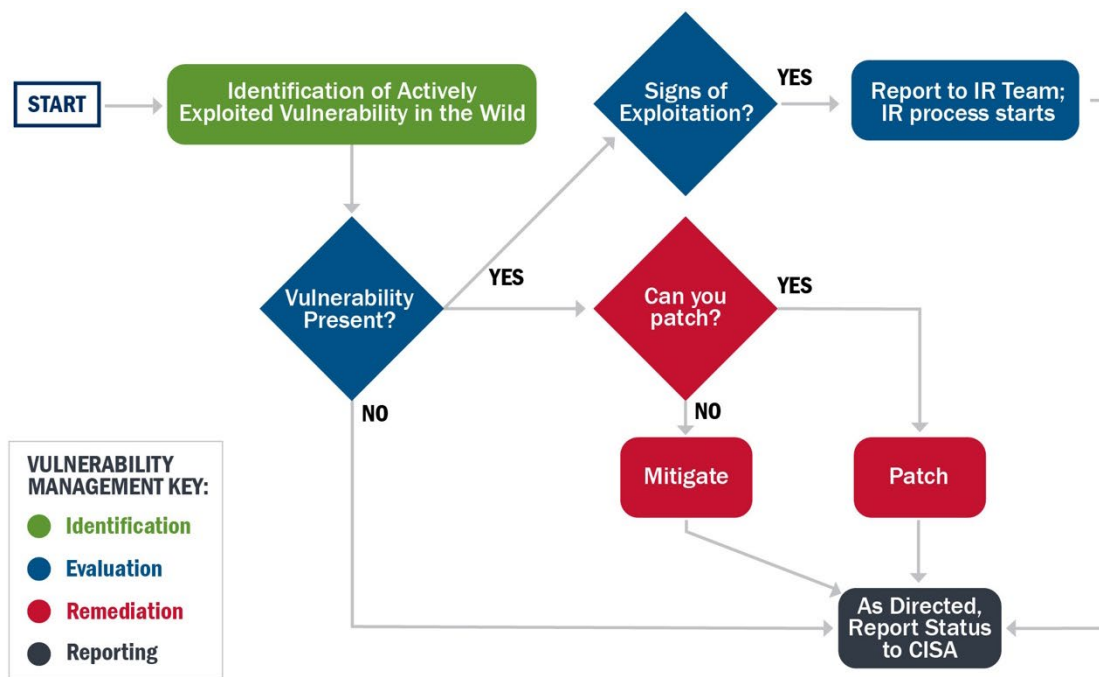 START
Identification of Actively
Exploited Vulnerability in the Wild
Signs of
Exploitation?
YES
Report to IR Team;
IR process starts
Vulnerability
Present?
YES
Can you
patch?
YES
NO
NO
Mitigate
Patch
As Directed,
Report Status
to CISA
VULNERABILITY
MANAGEMENT KEY:
Identification
Evaluation
Remediation
Reporting